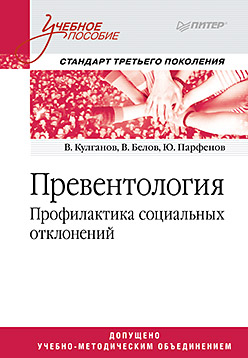 Учебное
пособие
ПИТЕР®
СТАНДАРТ ТРЕТЬЕГО ПОКОЛЕНИЯ
В. Кулганов, В. Белов, Ю. Парфенов
Превентология
Профилактика социальных
отклонений
ДОПУЩЕНО
УЧЕБНО-МЕТОДИЧЕСКИМ ОБЪЕДИНЕНИЕМ